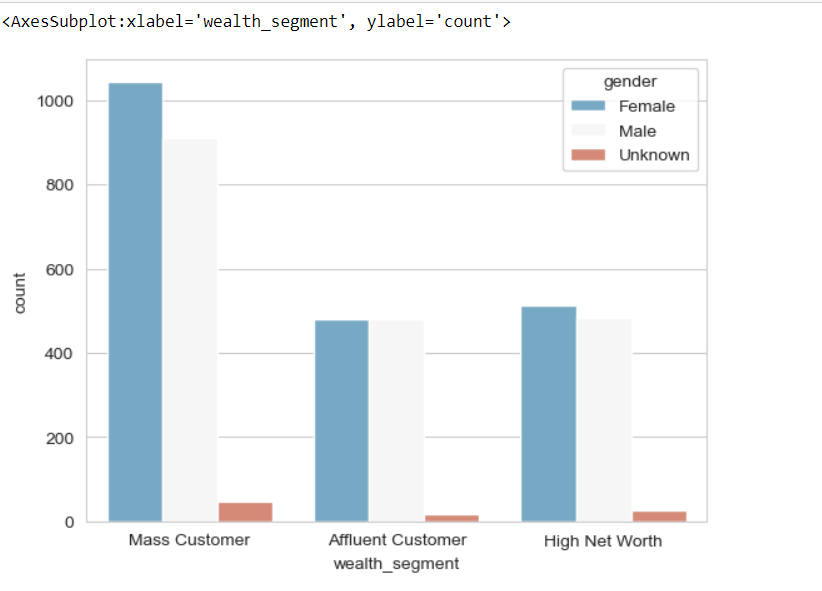 <AxesSubplot:xlabel='wealth_segment', ylabel='count'>
gender
Female
Male
Unknown
1000
800
600
400
200
0
count
Mass Customer
Affluent Customer
High Net Worth
wealth_segment